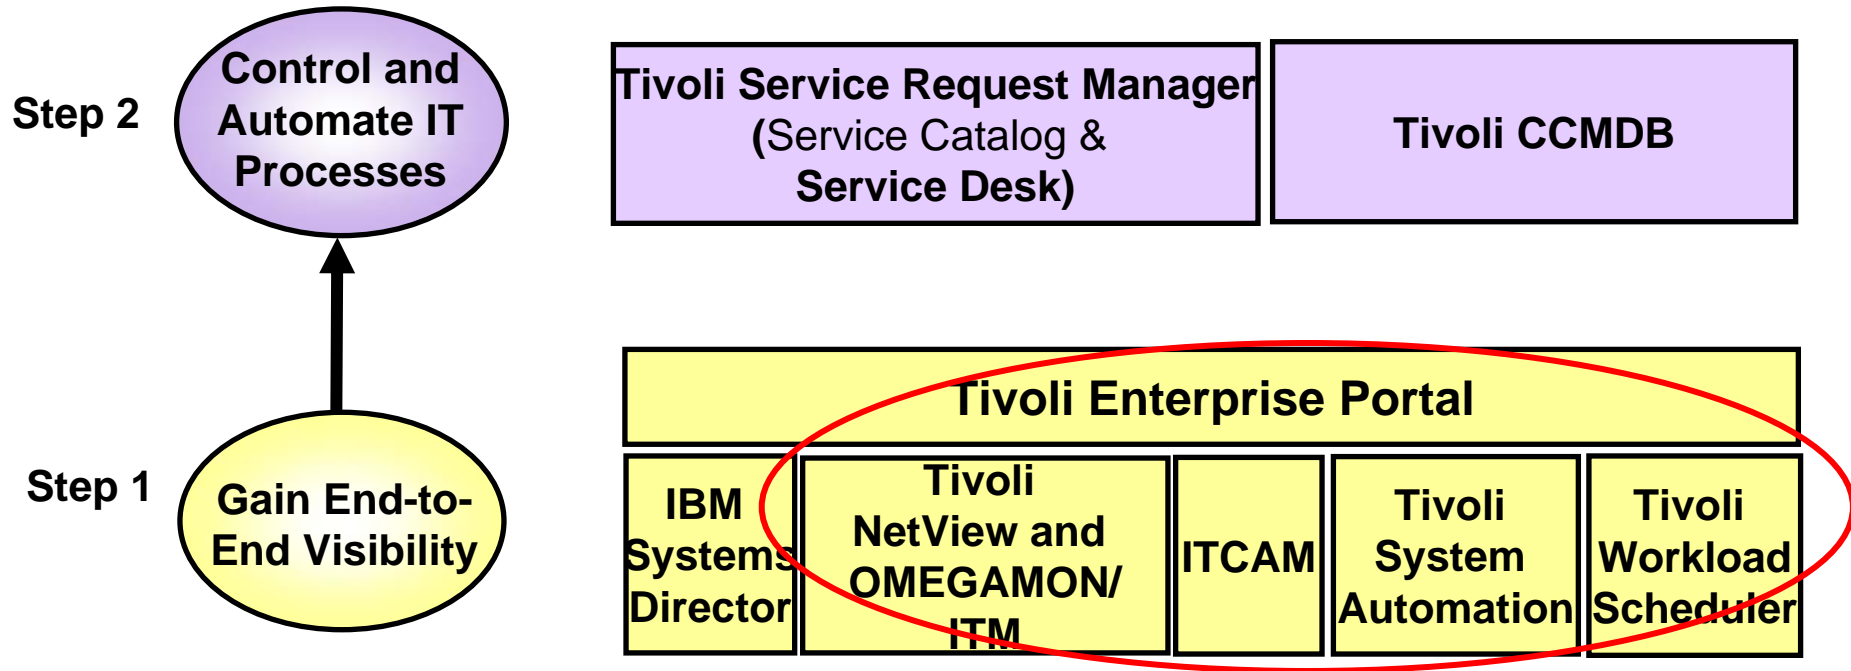 Step 2
Control and
Automate IT
Processes
Tivoli Service Request Manager
(Service Catalog &
Service Desk)
Tivoli CCMDB
Step 1
Gain End-to-
End Visibility
Tivoli Enterprise Portal
IBM
Systems
Director
Tivoli
NetView and
OMEGAMON/
ITM
ITCAM
Tivoli
System
Automation
Tivoli
Workload
Scheduler